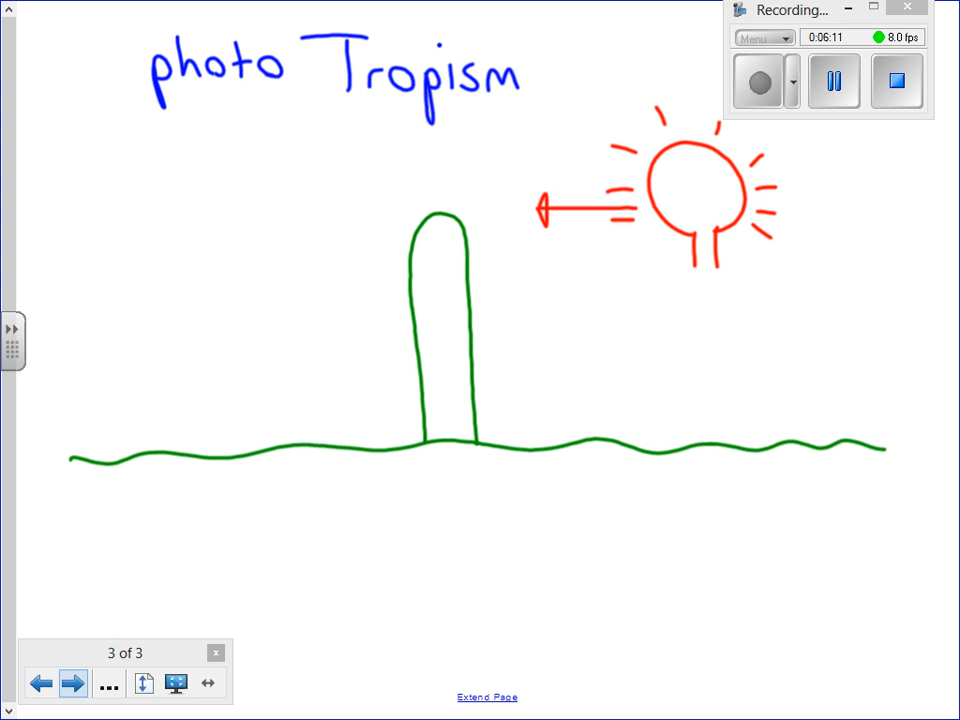 photo Tropism
Recording...
Menu
0:06:11
8.0 fps
3 of 3
Extend Page